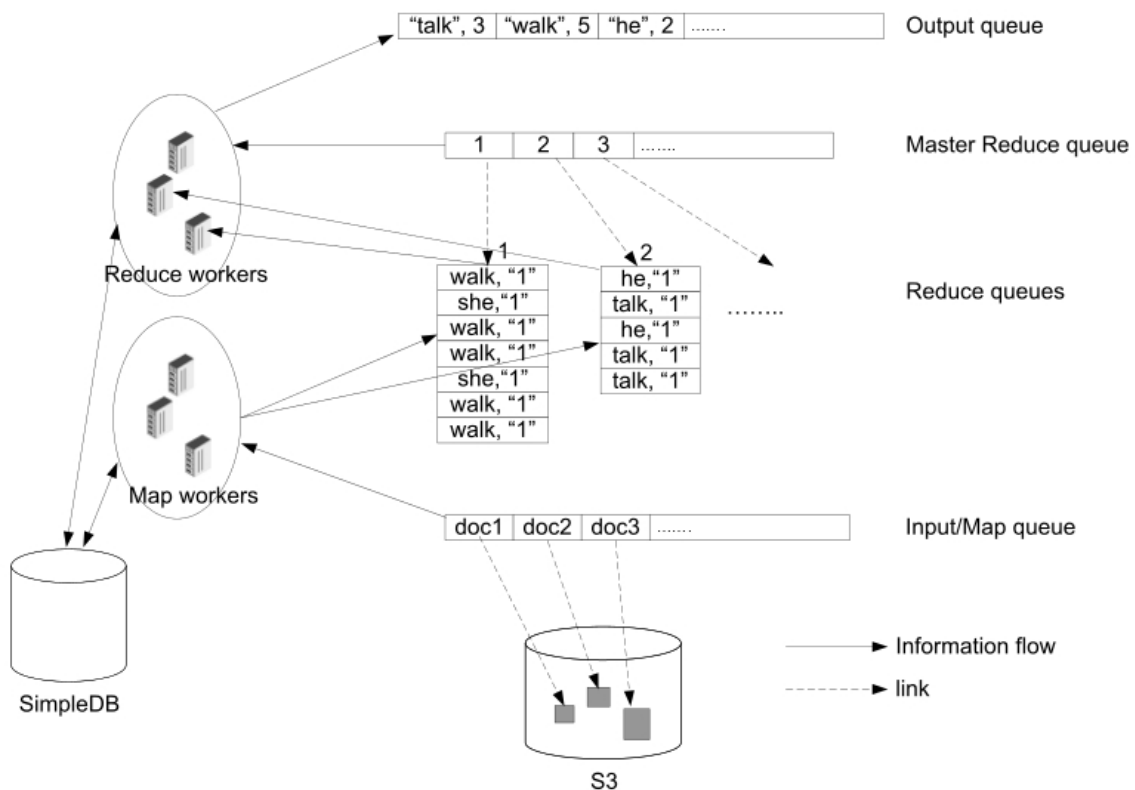 “talk”, 3 “walk”, 5 “he”, 2 ....... Output queue
1 2 3 ....... Master Reduce queue
Reduce workers
1 2
walk, “1”
she,“1”
walk, “1”
walk, “1”
she,“1”
walk, “1”
walk, “1”
he,“1”
talk, “1”
he,“1”
talk, “1”
talk, “1”
........
Reduce queues
Map workers
doc1 doc2 doc3 ....... Input/Map queue
SimpleDB
S3
Information flow
link